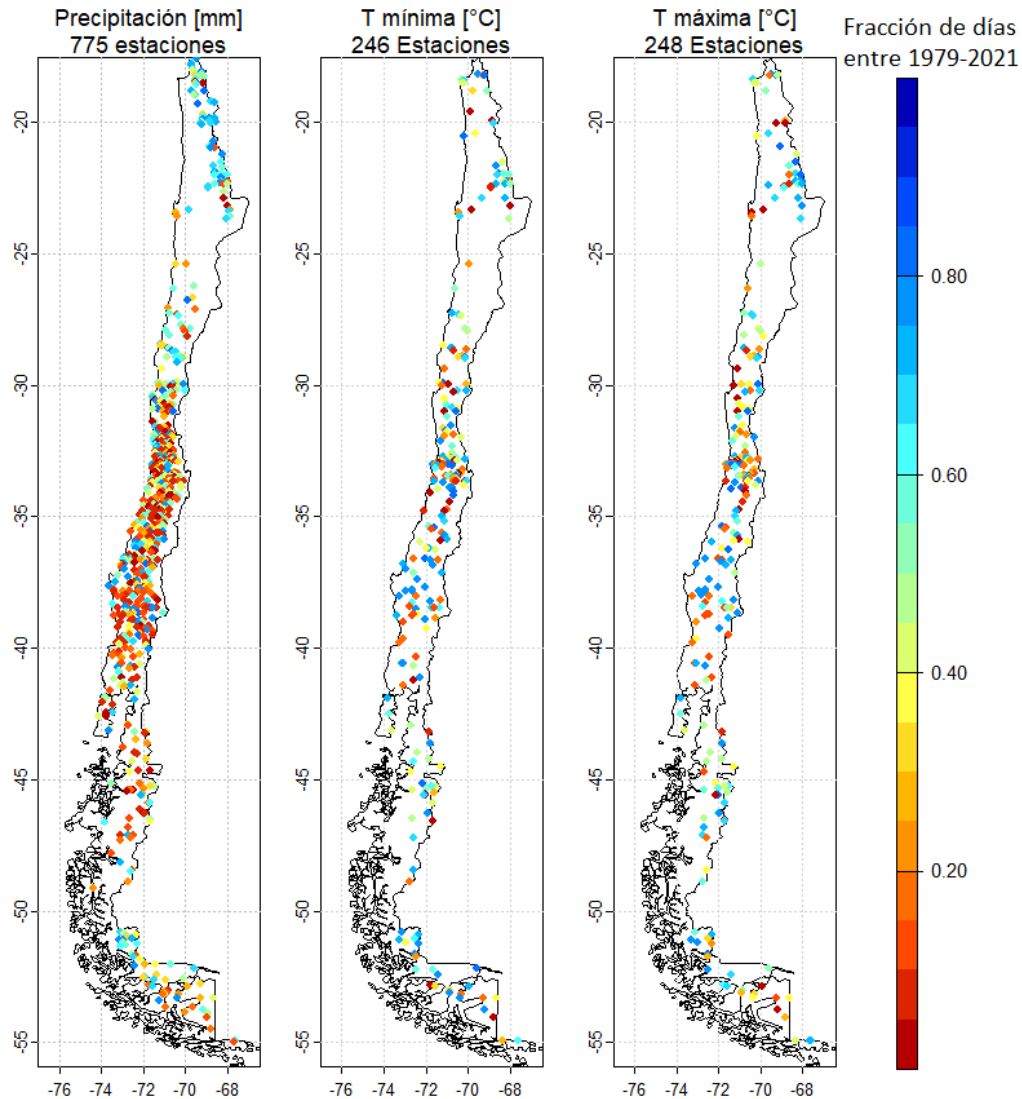 Precipitación [mm]
775 estaciones
T mínima [°C]
246 Estaciones
T máxima [°C]
248 Estaciones
Fracción de días
entre 1979-2021
-20
-25
-30
-35
-40
-45
-50
-55
-76 -74 -72 -70 -68
-20
-25
-30
-35
-40
-45
-50
-55
-76 -74 -72 -70 -68
-20
-25
-30
-35
-40
-45
-50
-55
-76 -74 -72 -70 -68
0.80
0.60
0.40
0.20